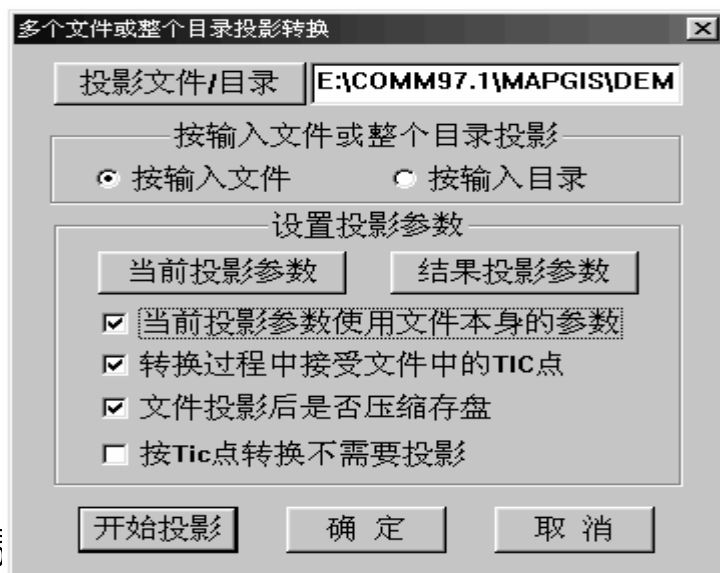 多个文件或整个目录投影转换
投影文件/目录 E:\COMM97.1\MAPGIS\DEM
按输入文件或整个目录投影
按输入文件 按输入目录
设置投影参数
当前投影参数 结果投影参数
当前投影参数使用文件本身的参数
转换过程中接受文件中的TIC点
文件投影后是否压缩存盘
按Tic点转换不需要投影
开始投影 确 定 取 消